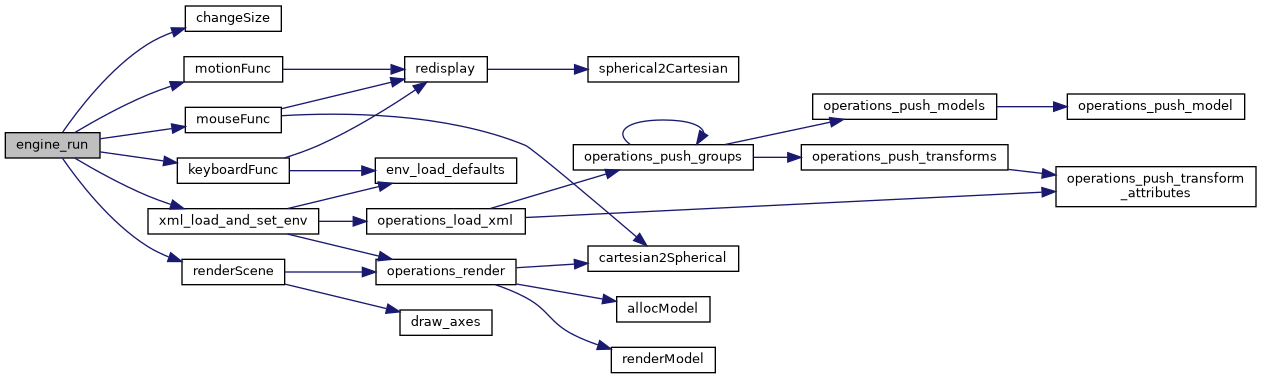 engine_run
changeSize
motionFunc
mouseFunc
keyboardFunc
xml_load_and_set_env
renderScene
redisplay
env_load_defaults
operations_load_xml
operations_render
draw_axes
spherical2Cartesian
operations_push_groups
cartesian2Spherical
allocModel
renderModel
operations_push_models
operations_push_transforms
operations_push_model
operations_push_transform
_attributes